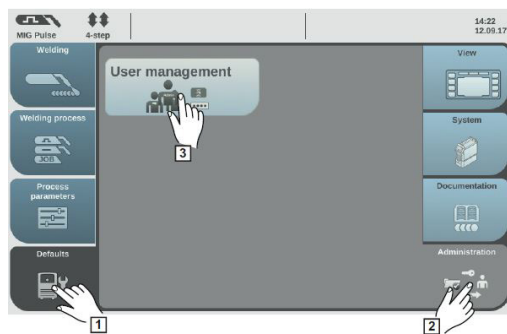 MIG Pulse
4-step
14:22
12.09.17
Welding
Welding process
JOB
Process
parameters
Defaults
User management
3
View
System
Documentation
Administration
1
2